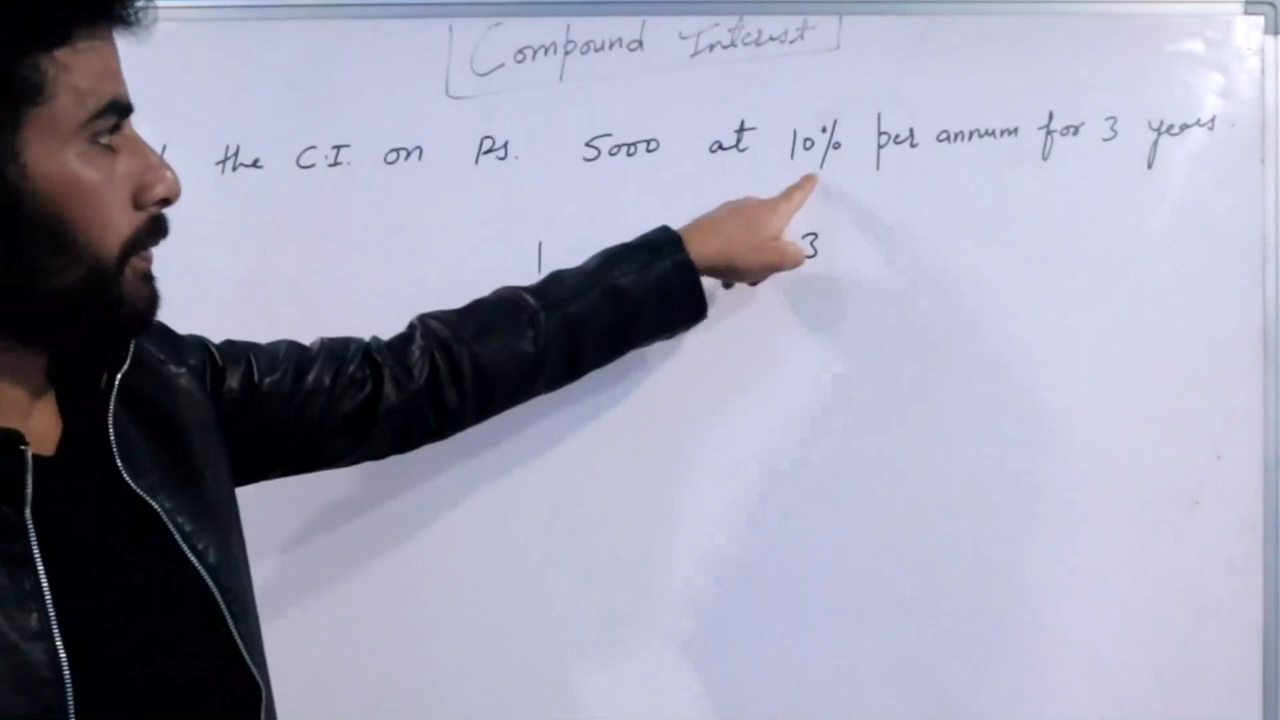 Compound Interest
the C.I. on Rs. 5000 at 10% per annum for 3 years.
1 3